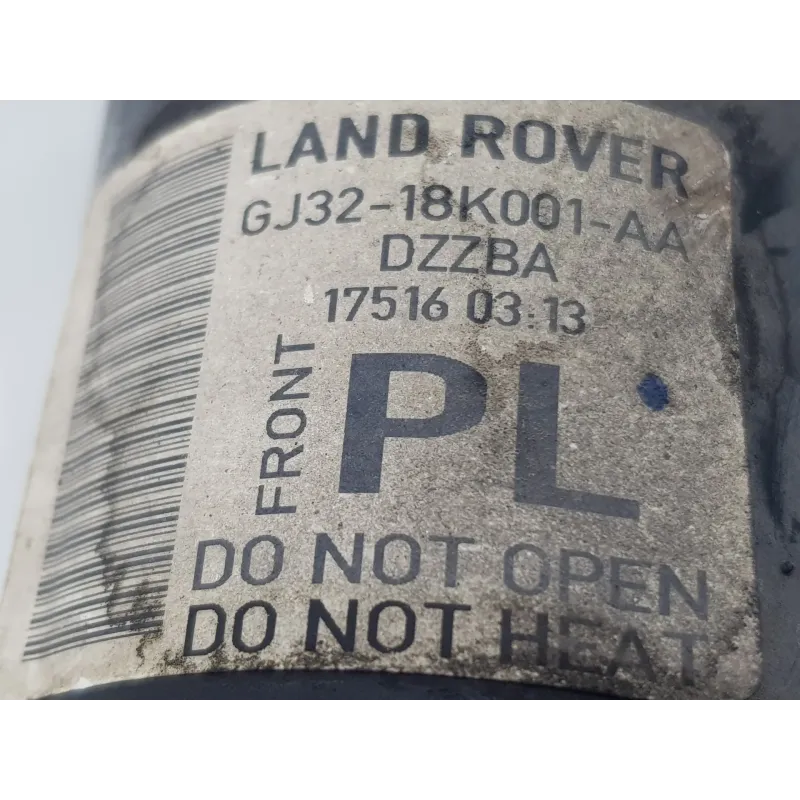 LAND ROVER
GJ32-18K001-AA
DZZBA
17516 03:13
FRONT
PL
DO NOT OPEN
DO NOT HEAT